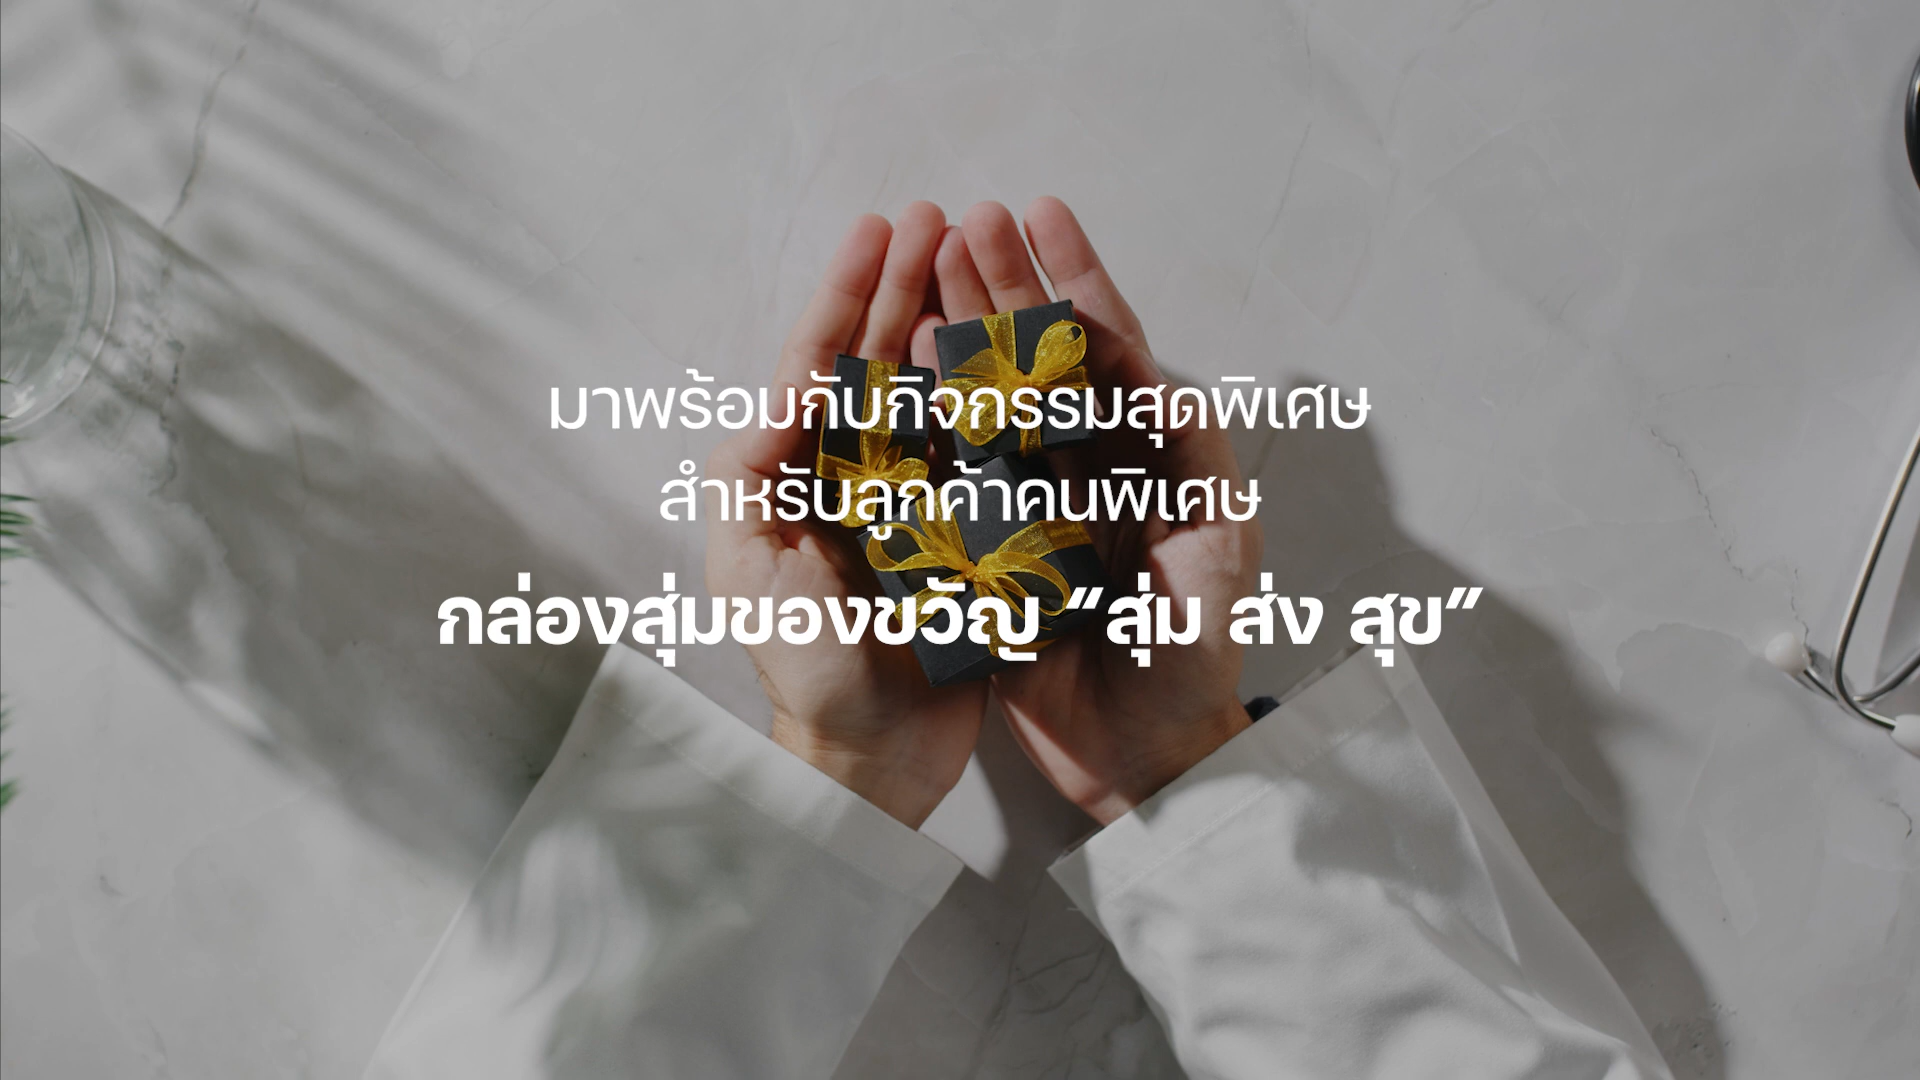 มาพร้อมกับกิจกรรมสุดพิเศษ
สำหรับลูกค้าคนพิเศษ
กล่องสุ่มของขวัญ “สุ่ม ส่ง สุข”